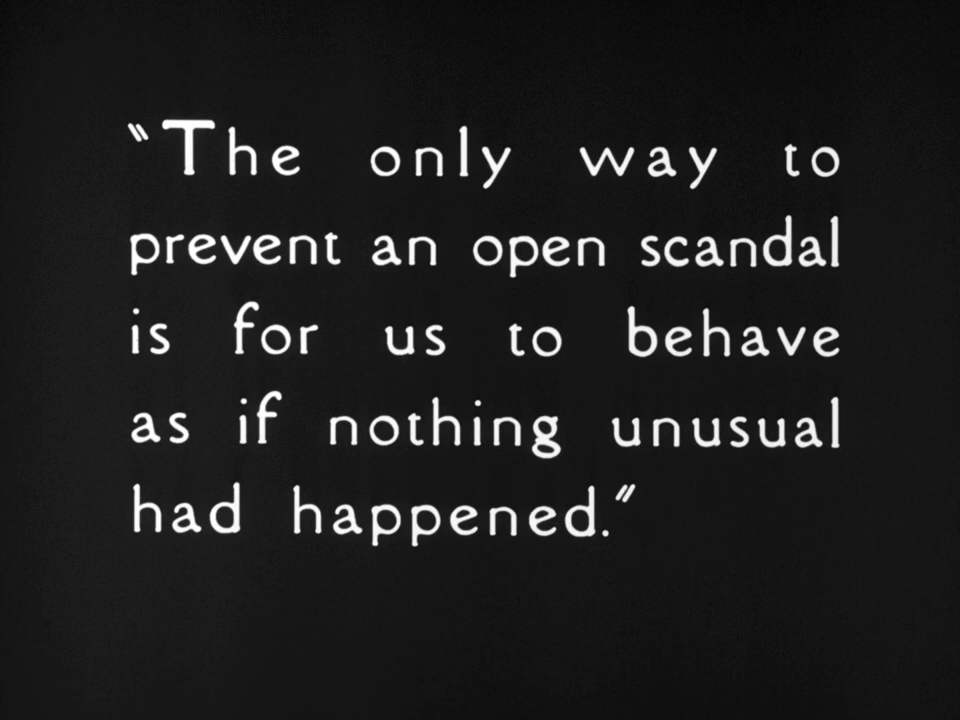 “The only way to
prevent an open scandal
is for us to behave
as if nothing unusual
had happened.”